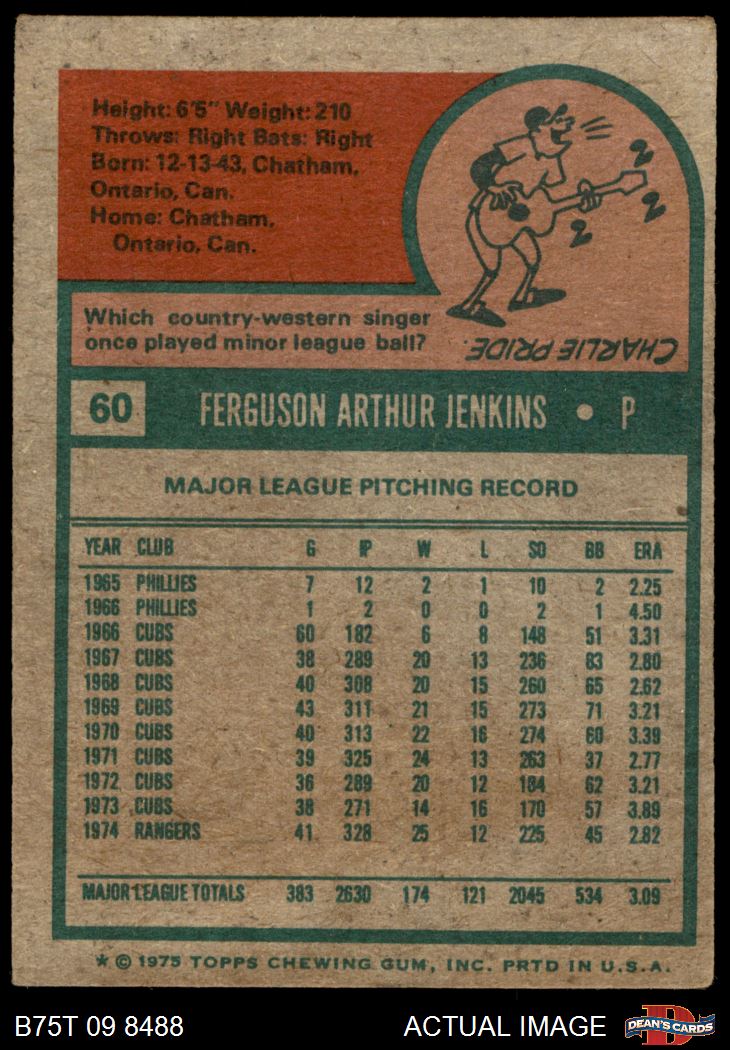 Height: 6'5" Weight: 210
Throws: Right Bats: Right
Born: 12-13-43, Chatham,
Ontario, Can.
Home: Chatham,
Ontario, Can.
Which country-western singer
once played minor league ball?
CHARLIE PRIDE.
60 FERGUSON ARTHUR JENKINS • P
MAJOR LEAGUE PITCHING RECORD
YEAR CLUB G IP W L SO BB ERA
1965 PHILLIES 7 12 2 1 10 2 2.25
1966 PHILLIES 1 2 0 0 2 1 4.50
1966 CUBS 60 182 6 8 148 51 3.31
1967 CUBS 38 289 20 13 236 83 2.80
1968 CUBS 40 308 20 15 260 65 2.62
1969 CUBS 43 311 21 15 273 71 3.21
1970 CUBS 40 313 22 16 274 60 3.39
1971 CUBS 39 325 24 13 263 37 2.77
1972 CUBS 36 289 20 12 184 62 3.21
1973 CUBS 38 271 14 16 170 57 3.89
1974 RANGERS 41 328 25 12 225 45 2.82
MAJOR LEAGUE TOTALS 383 2630 174 121 2045 534 3.09
* © 1975 TOPPS CHEWING GUM, INC. PRTD IN U.S.A.
B75T 09 8488 ACTUAL IMAGE D DEAN'S CARDS